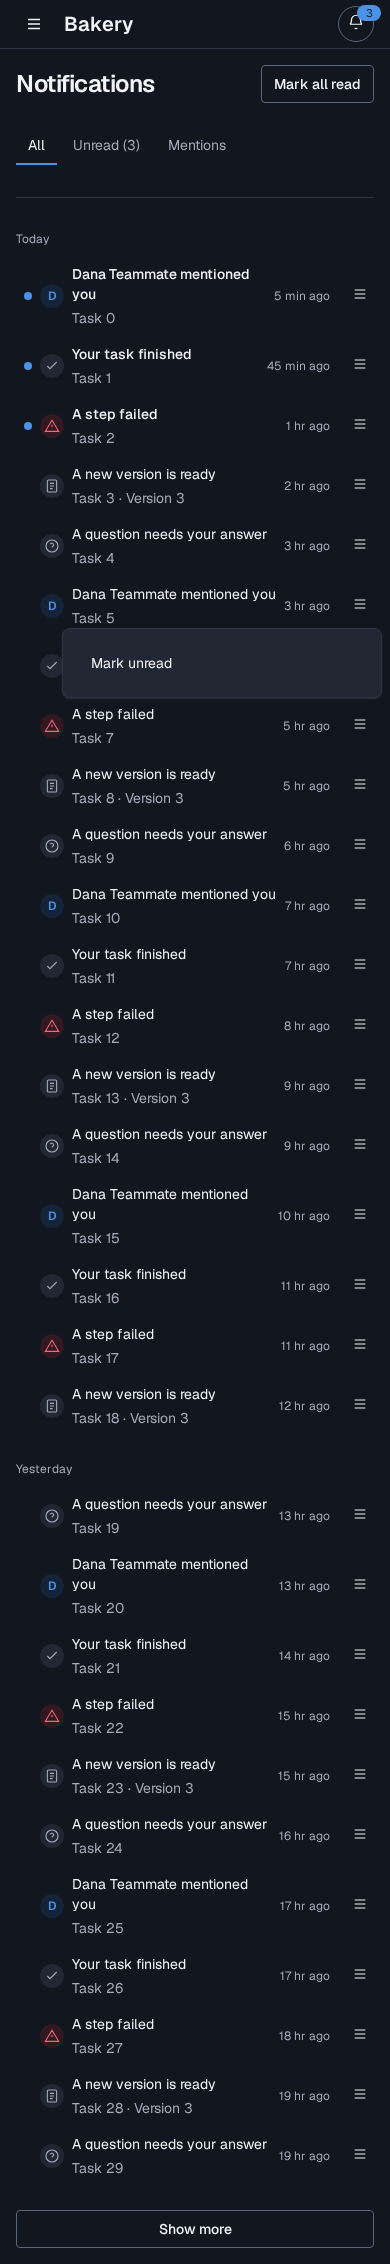 Bakery
3
Notifications
Mark all read
All
Unread (3)
Mentions
Today
D
Dana Teammate mentioned
you
5 min ago
Task 0
Your task finished
45 min ago
Task 1
A step failed
1 hr ago
Task 2
A new version is ready
2 hr ago
Task 3 · Version 3
A question needs your answer
3 hr ago
Task 4
D
Dana Teammate mentioned you
3 hr ago
Task 5
Mark unread
A step failed
5 hr ago
Task 7
A new version is ready
5 hr ago
Task 8 · Version 3
A question needs your answer
6 hr ago
Task 9
D
Dana Teammate mentioned you
7 hr ago
Task 10
Your task finished
7 hr ago
Task 11
A step failed
8 hr ago
Task 12
A new version is ready
9 hr ago
Task 13 · Version 3
A question needs your answer
9 hr ago
Task 14
D
Dana Teammate mentioned
you
10 hr ago
Task 15
Your task finished
11 hr ago
Task 16
A step failed
11 hr ago
Task 17
A new version is ready
12 hr ago
Task 18 · Version 3
Yesterday
A question needs your answer
13 hr ago
Task 19
D
Dana Teammate mentioned
you
13 hr ago
Task 20
Your task finished
14 hr ago
Task 21
A step failed
15 hr ago
Task 22
A new version is ready
15 hr ago
Task 23 · Version 3
A question needs your answer
16 hr ago
Task 24
D
Dana Teammate mentioned
you
17 hr ago
Task 25
Your task finished
17 hr ago
Task 26
A step failed
18 hr ago
Task 27
A new version is ready
19 hr ago
Task 28 · Version 3
A question needs your answer
19 hr ago
Task 29
Show more